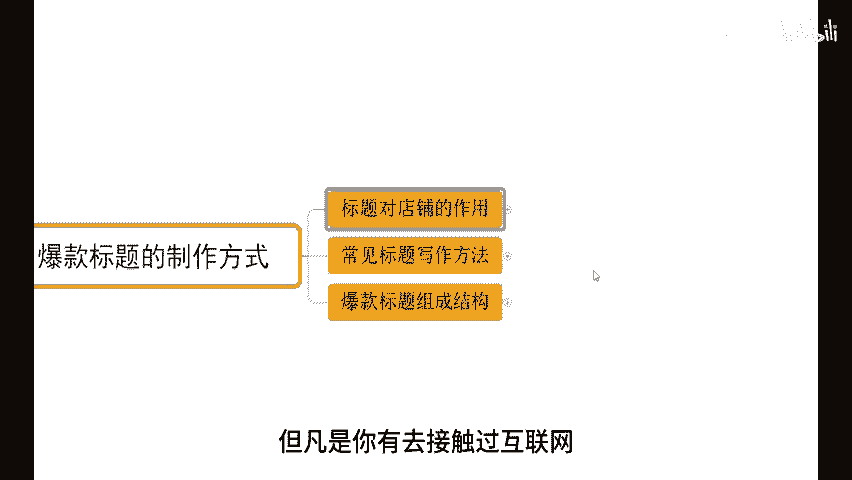 标题对店铺的作用
爆款标题的制作方式
常见标题写作方法
爆款标题组成结构
但凡是你有去接触过互联网